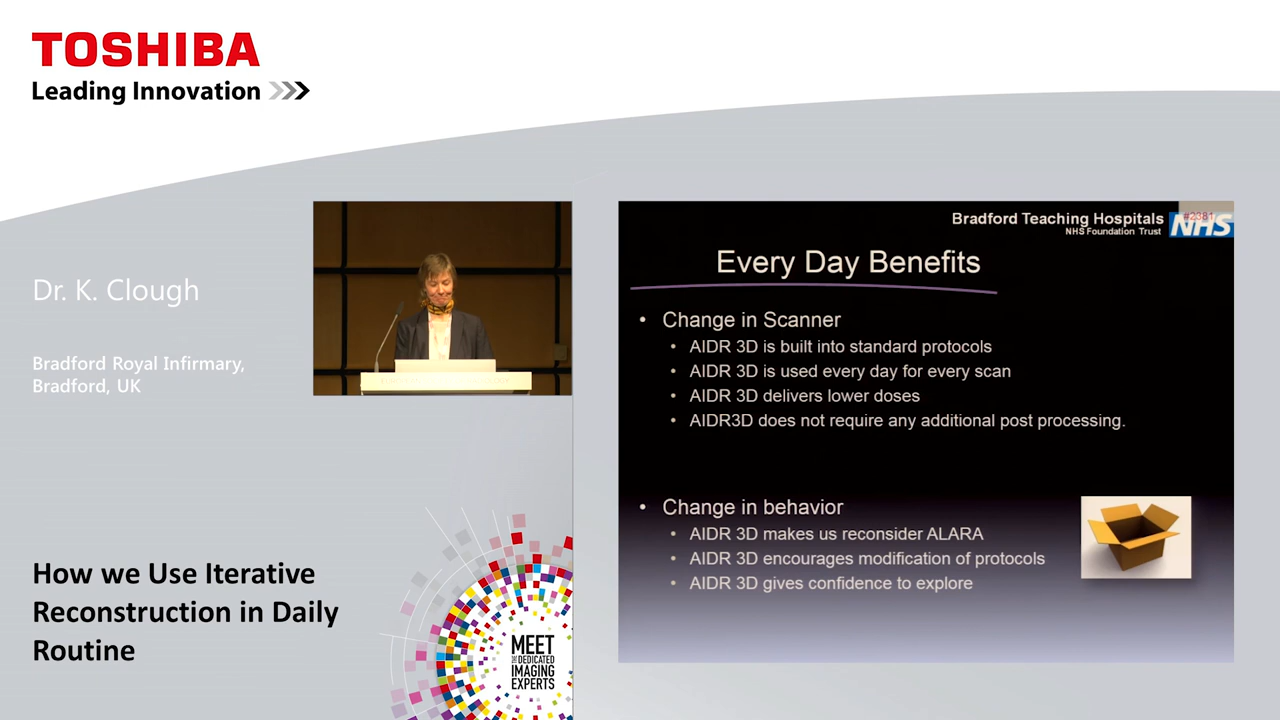 TOSHIBA
Leading Innovation
Dr. K. Clough
Bradford Royal Infirmary,
Bradford, UK
How we Use Iterative
Reconstruction in Daily
Routine
MEET
THE DEDICATED
IMAGING
EXPERTS
Bradford Teaching Hospitals
NHS Foundation Trust
NHS
#2381
Every Day Benefits
• Change in Scanner
• AIDR 3D is built into standard protocols
• AIDR 3D is used every day for every scan
• AIDR 3D delivers lower doses
• AIDR3D does not require any additional post processing.
• Change in behavior
• AIDR 3D makes us reconsider ALARA
• AIDR 3D encourages modification of protocols
• AIDR 3D gives confidence to explore